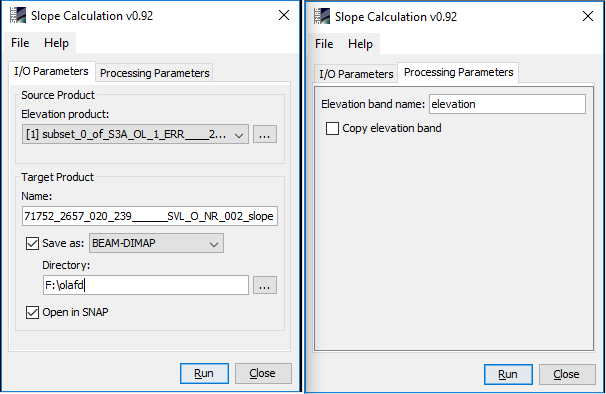 Slope Calculation v0.92
File Help
I/O Parameters Processing Parameters
Source Product
Elevation product:
[1] subset_0_of_S3A_OL_1_ERR____2... ...
Target Product
Name:
71752_2657_020_239______SVL_O_NR_002_slope
Save as: BEAM-DIMAP
Directory:
F:\olafd ...
Open in SNAP
Run Close
Slope Calculation v0.92
File Help
I/O Parameters Processing Parameters
Elevation band name: elevation
Copy elevation band
Run Close